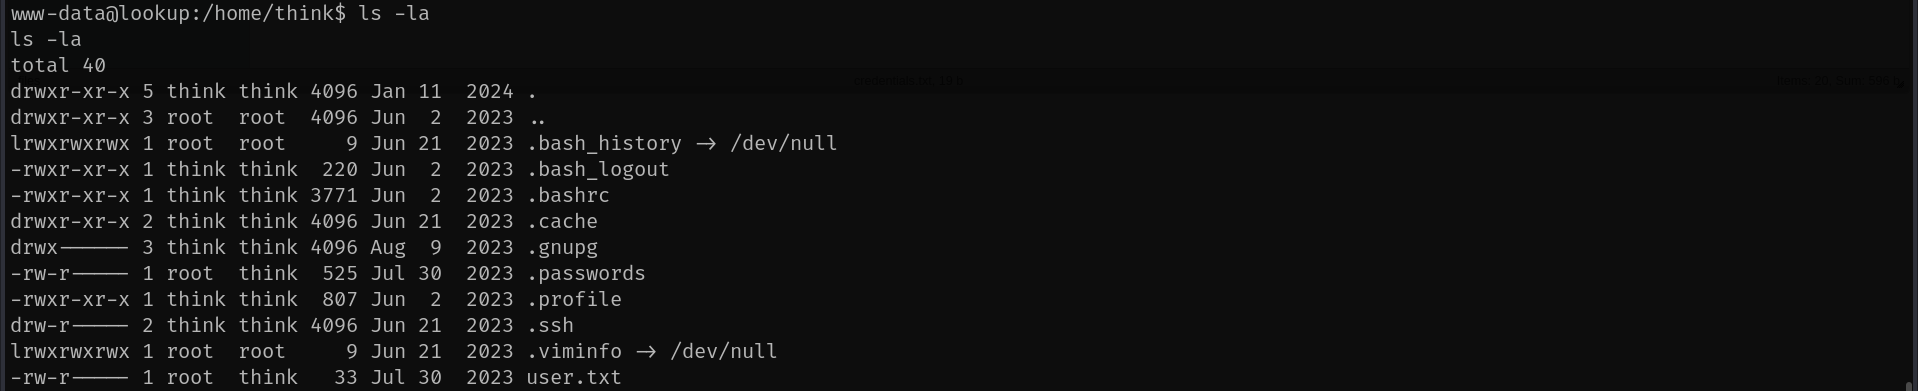 www-data@lookup:/home/think$ ls -la
ls -la
total 40
drwxr-xr-x 5 think think 4096 Jan 11  2024 .
drwxr-xr-x 3 root  root  4096 Jun  2  2023 ..
lrwxrwxrwx 1 root  root     9 Jun 21  2023 .bash_history -> /dev/null
-rwxr-xr-x 1 think think  220 Jun  2  2023 .bash_logout
-rwxr-xr-x 1 think think 3771 Jun  2  2023 .bashrc
drwxr-xr-x 2 think think 4096 Jun 21  2023 .cache
drwx------ 3 think think 4096 Aug  9  2023 .gnupg
-rw-r----- 1 root  think  525 Jul 30  2023 .passwords
-rwxr-xr-x 1 think think  807 Jun  2  2023 .profile
drw-r----- 2 think think 4096 Jun 21  2023 .ssh
lrwxrwxrwx 1 root  root     9 Jun 21  2023 .viminfo -> /dev/null
-rw-r----- 1 root  think   33 Jul 30  2023 user.txt